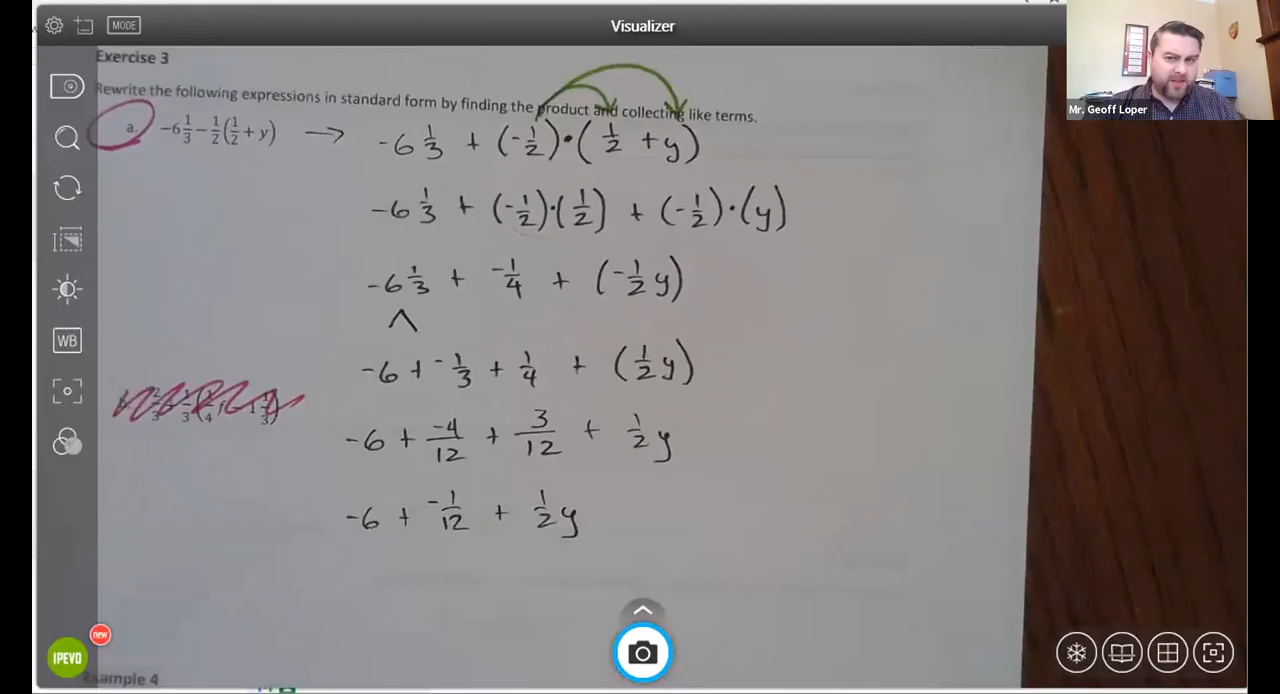 MODE
Visualizer
Exercise 3
Mr. Geoff Loper
Rewrite the following expressions in standard form by finding the product and collecting like terms.
a. -6 1/3 - 1/2(1/2 + y) → -6 1/3 + (-1/2)•(1/2 + y)
-6 1/3 + (-1/2)•(1/2) + (-1/2)•(y)
-6 1/3 + -1/4 + (-1/2 y)
WB
-6 + -1/3 + 1/4 + (1/2 y)
-6 + -4/12 + 3/12 + 1/2 y
-6 + -1/12 + 1/2 y
new
IPEVO
Example 4